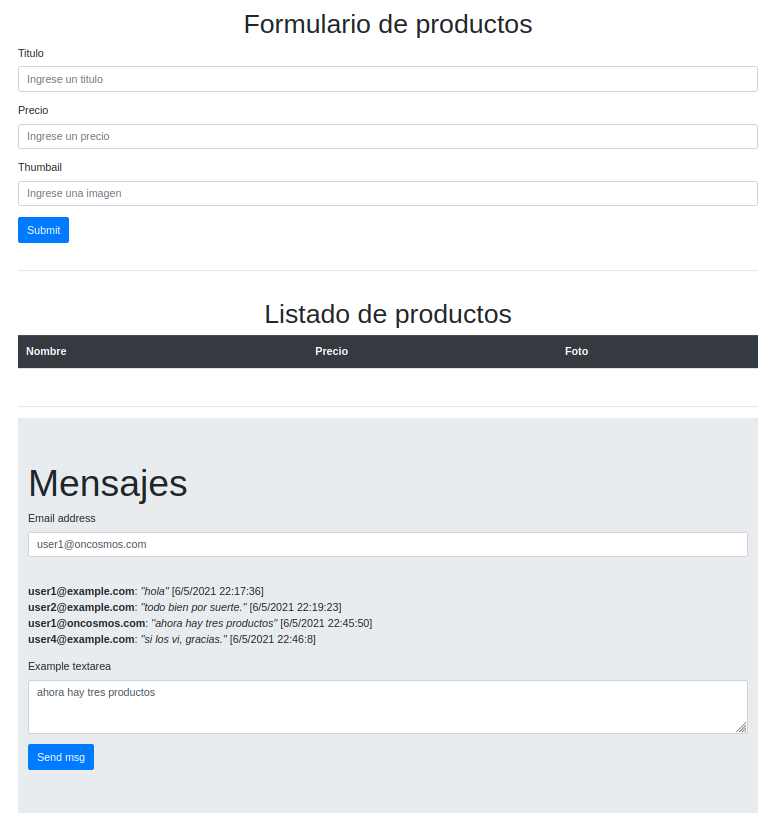 Formulario de productos
Titulo
Ingrese un titulo
Precio
Ingrese un precio
Thumbail
Ingrese una imagen
Submit
Listado de productos
Nombre Precio Foto
Mensajes
Email address
user1@oncosmos.com
user1@example.com: "hola" [6/5/2021 22:17:36]
user2@example.com: "todo bien por suerte." [6/5/2021 22:19:23]
user1@oncosmos.com: "ahora hay tres productos" [6/5/2021 22:45:50]
user4@example.com: "si los vi, gracias." [6/5/2021 22:46:8]
Example textarea
ahora hay tres productos
Send msg